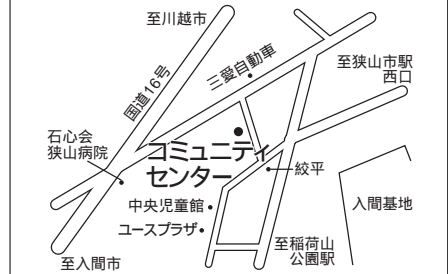 至川越市
国道16号
三愛自動車
至狭山市駅
西口
石心会
狭山病院
コミュニティ
センター
絞平
中央児童館
ユースプラザ
入間基地
至稲荷山
公園駅
至入間市